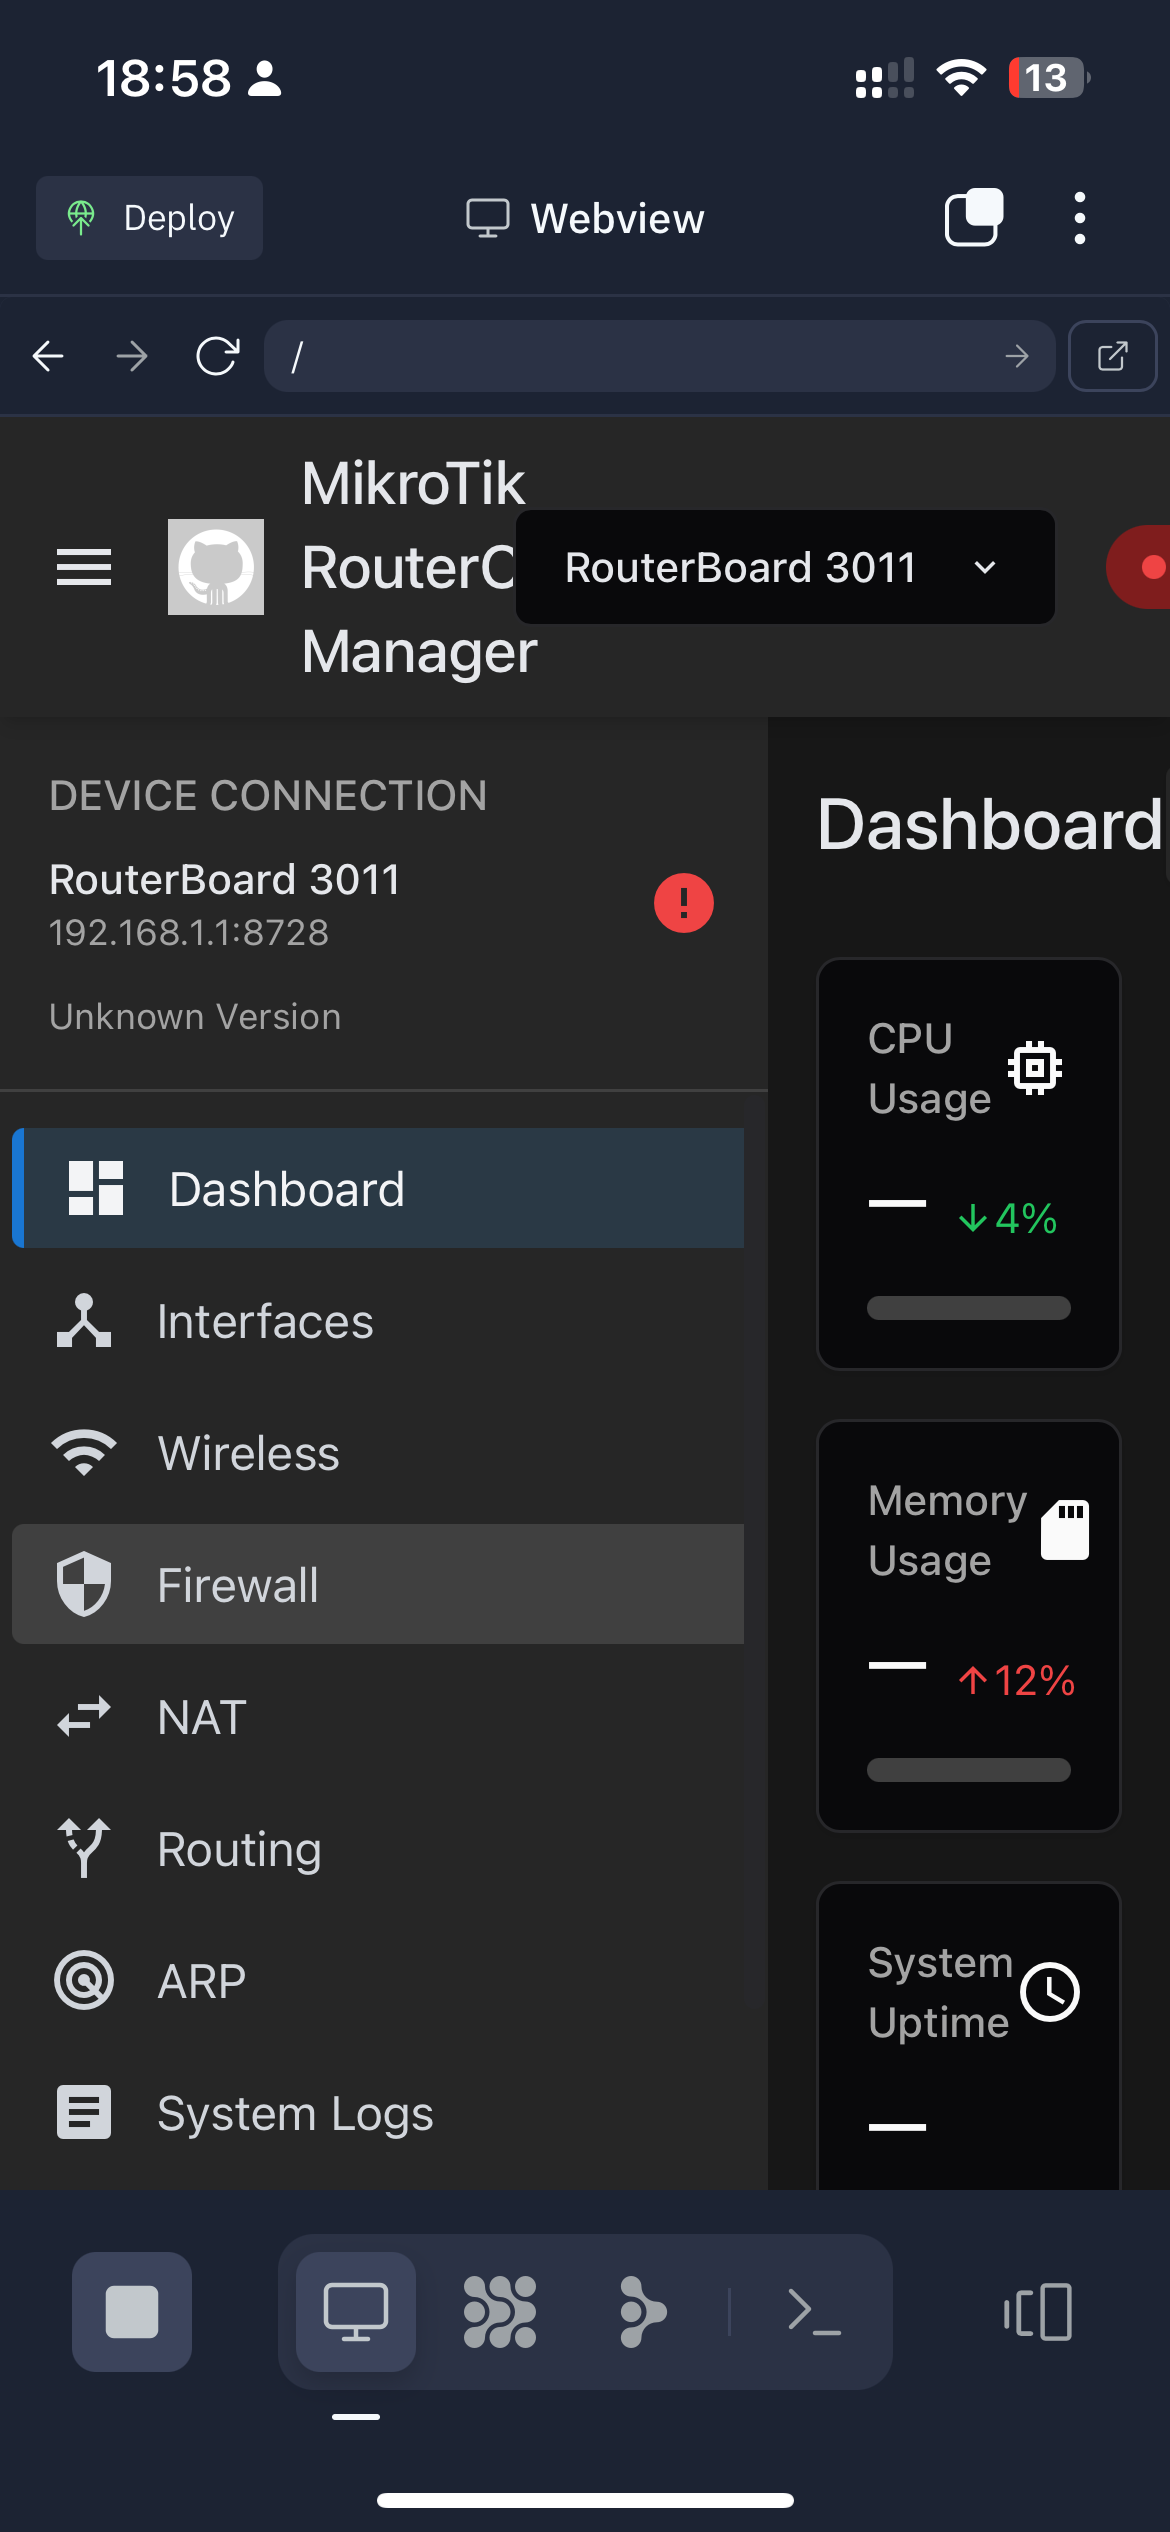 18:58
13
Deploy
Webview
/
MikroTik
RouterO
Manager
RouterBoard 3011
DEVICE CONNECTION
RouterBoard 3011
192.168.1.1:8728
Unknown Version
Dashboard
Interfaces
Wireless
Firewall
NAT
Routing
ARP
System Logs
Dashboard
CPU
Usage
— ↓4%
Memory
Usage
— ↑12%
System
Uptime
—